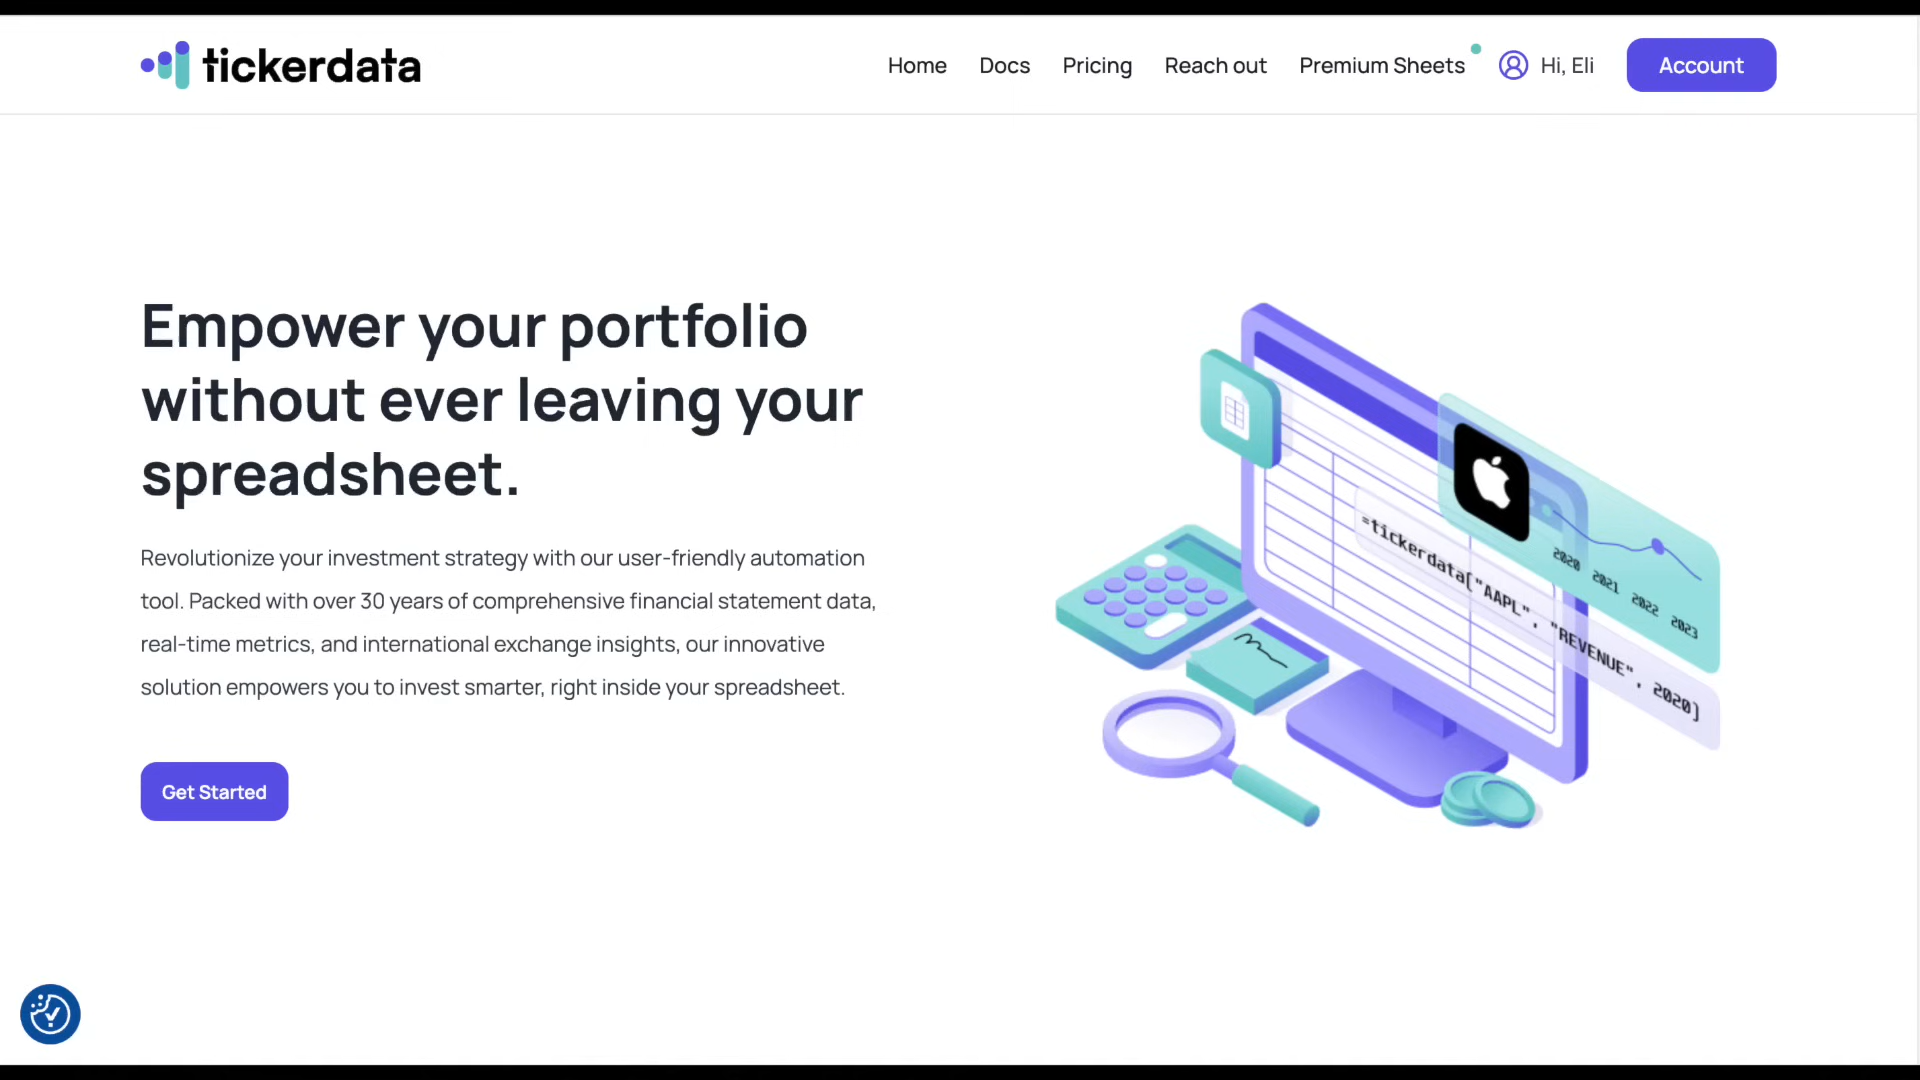 tickerdata
Home Docs Pricing Reach out Premium Sheets Hi, Eli Account
Empower your portfolio
without ever leaving your
spreadsheet.
Revolutionize your investment strategy with our user-friendly automation
tool. Packed with over 30 years of comprehensive financial statement data,
real-time metrics, and international exchange insights, our innovative
solution empowers you to invest smarter, right inside your spreadsheet.
Get Started
2020 2021 2022 2023
=tickerdata("AAPL", "REVENUE", 2020)